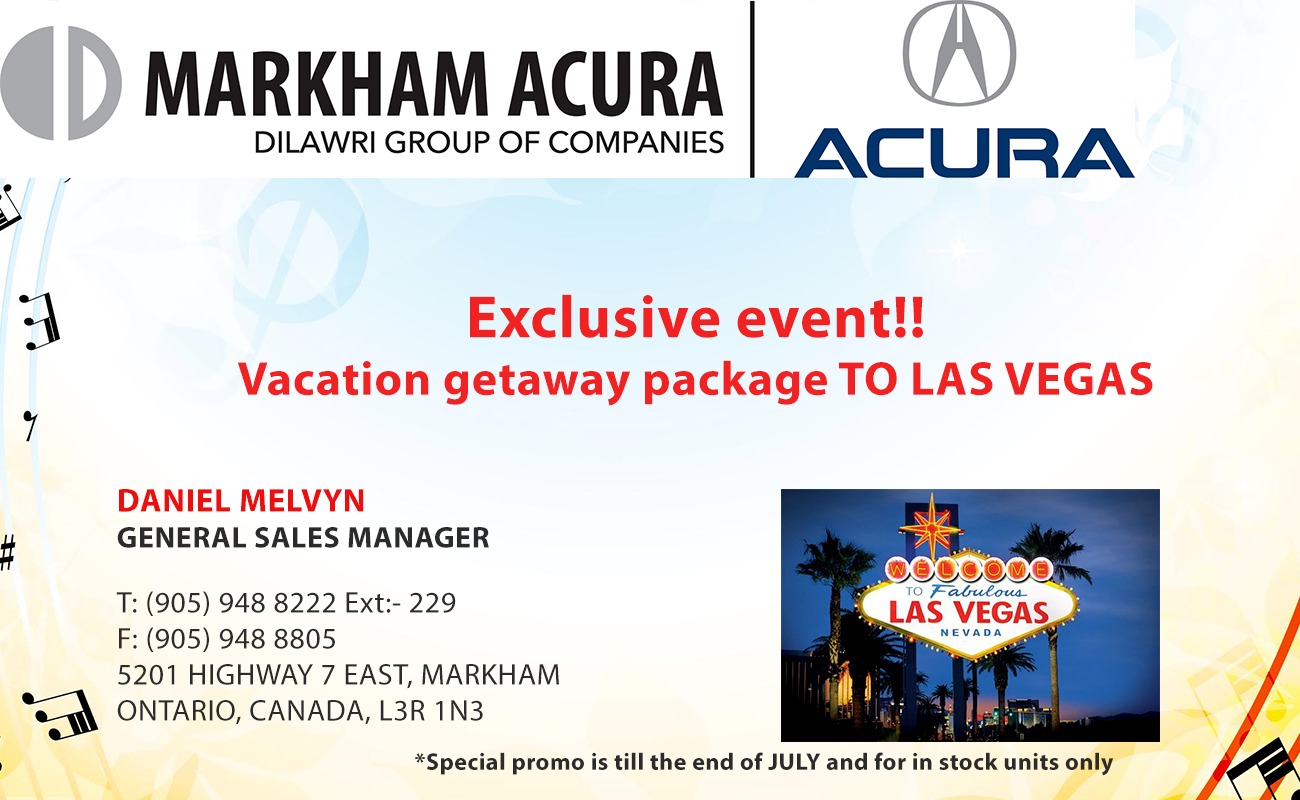 MARKHAM ACURA
DILAWRI GROUP OF COMPANIES
ACURA
Exclusive event!!
Vacation getaway package TO LAS VEGAS
DANIEL MELVYN
GENERAL SALES MANAGER
T: (905) 948 8222 Ext:- 229
F: (905) 948 8805
5201 HIGHWAY 7 EAST, MARKHAM
ONTARIO, CANADA, L3R 1N3
WELCOME
TO Fabulous
LAS VEGAS
NEVADA
*Special promo is till the end of JULY and for in stock units only